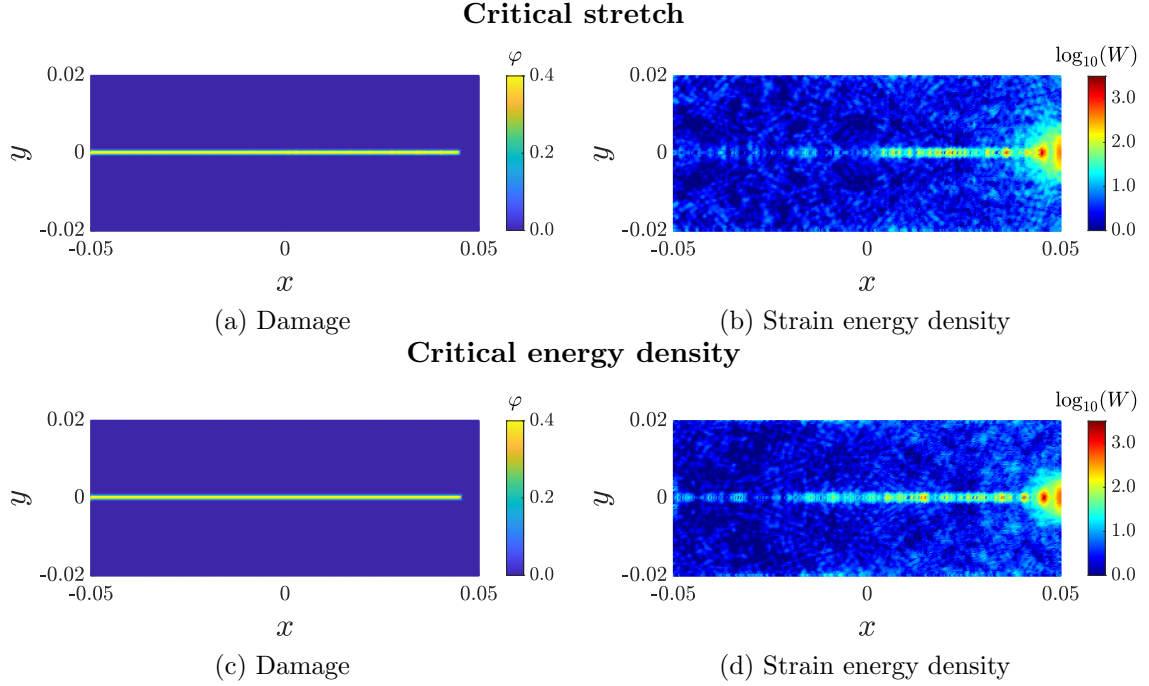 Critical stretch
φ
log₁₀(W)
0.02
0.4
0.02
3.0
y
0
0.2
y
0
2.0
1.0
-0.02
0.0
-0.02
0.0
-0.05
0
0.05
-0.05
0
0.05
x
x
(a) Damage
(b) Strain energy density
Critical energy density
φ
log₁₀(W)
0.02
0.4
0.02
3.0
y
0
0.2
y
0
2.0
1.0
-0.02
0.0
-0.02
0.0
-0.05
0
0.05
-0.05
0
0.05
x
x
(c) Damage
(d) Strain energy density